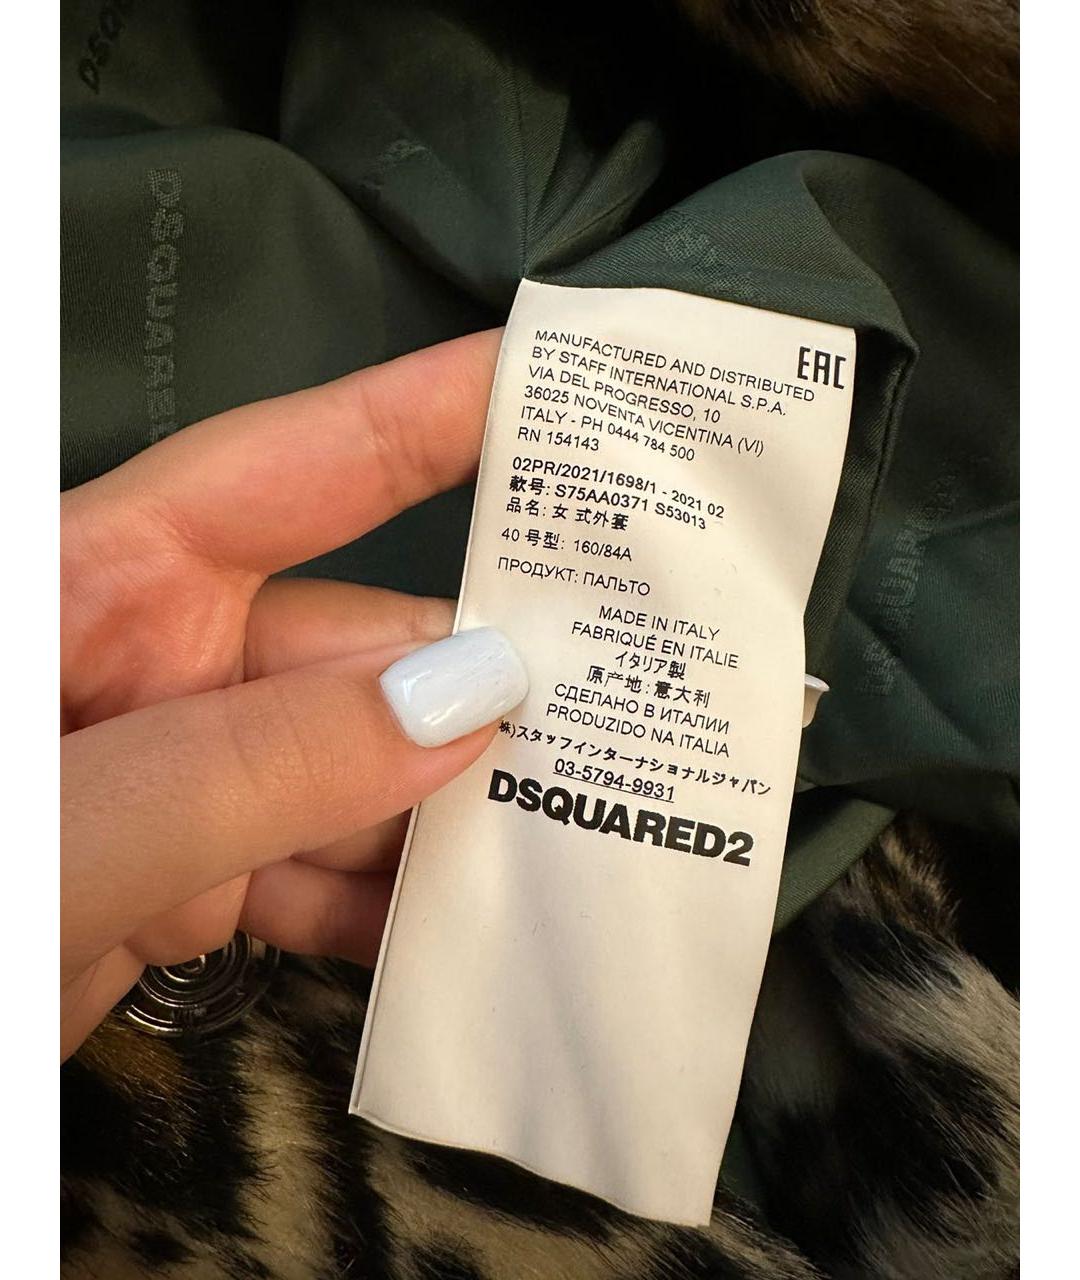 DSQUARED2
MANUFACTURED AND DISTRIBUTED
BY STAFF INTERNATIONAL S.P.A.
VIA DEL PROGRESSO, 10
36025 NOVENTA VICENTINA (VI)
ITALY - PH 0444 784 500
RN 154143
EAC
02PR/2021/1698/1 - 2021 02
款号: S75AA0371 S53013
品名: 女 式外套
40 号型: 160/84A
ПРОДУКТ: ПАЛЬТО
MADE IN ITALY
FABRIQUÉ EN ITALIE
イタリア製
原产地: 意大利
СДЕЛАНО В ИТАЛИИ
PRODUZIDO NA ITALIA
株)スタッフインターナショナルジャパン
03-5794-9931
DSQUARED2